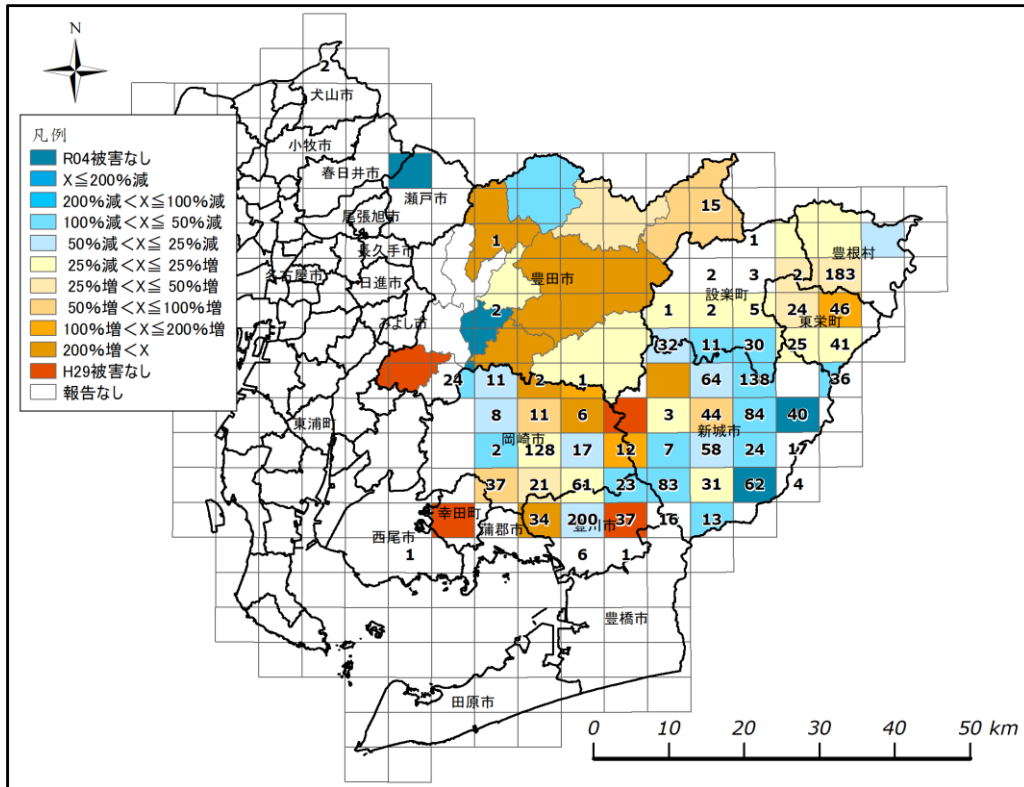 N
2
犬山市
凡例
R04被害なし
X≦200%減
200%減<X≦100%減
100%減<X≦ 50%減
50%減<X≦ 25%減
25%減<X≦ 25%増
25%増<X≦ 50%増
50%増<X≦100%増
100%増<X≦200%増
200%増<X
H29被害なし
報告なし
小牧市
春日井市
瀬戸市
尾張旭市
長久手市
名古屋市
日進市
みよし市
豊田市
豊根村
設楽町
東栄町
15
1
1
2 3 2 183
2
1 2 5 24 46
32 11 30 25 41
24 11 2 1 64 138 36
東浦町
8 11 6 3 44 84 40
岡崎市
新城市
2 128 17 12 7 58 24 17
37 21 61 23 83 31 62 4
幸田町
34 200 37 16 13
西尾市
蒲郡市
豊川市
1 6 1
豊橋市
田原市
0 10 20 30 40 50 km